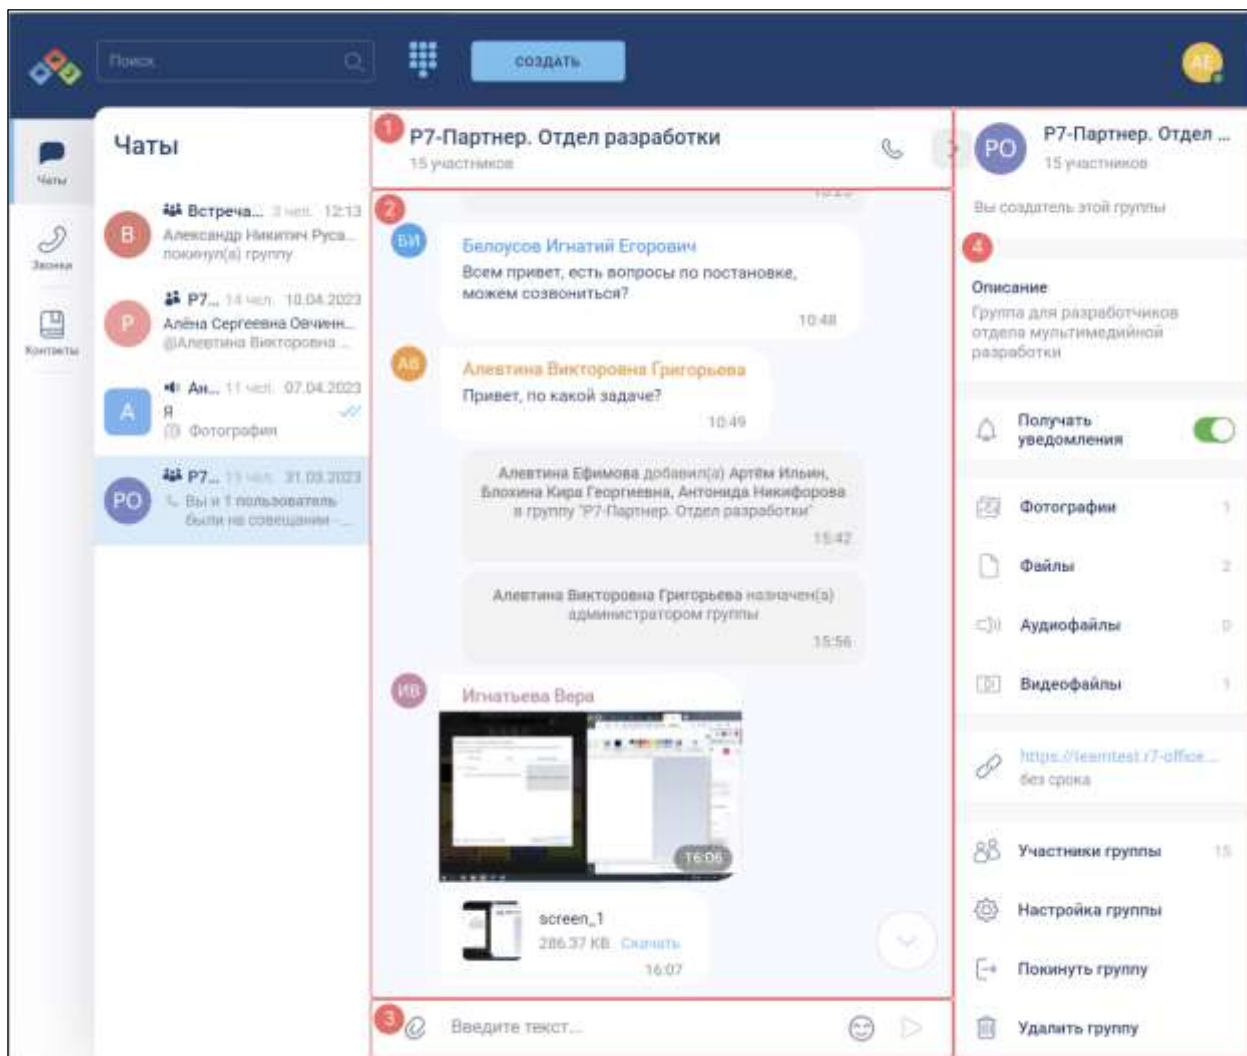 Поиск
СОЗДАТЬ
АЕ
Чаты
Звонки
Контакты
Чаты
В
Встреча... 3 чел. 12:13
Александр Никитич Руса...
покинул(а) группу
Р
Р7... 14 чел. 10.04.2023
Алёна Сергеевна Овчинн...
@Алевтина Викторовна ...
А
Ан... 11 чел. 07.04.2023
Я
Фотография
РО
Р7... 15 чел. 31.03.2023
Вы и 1 пользователь
были на совещании -...
1
Р7-Партнер. Отдел разработки
15 участников
2
БИ
Белоусов Игнатий Егорович
Всем привет, есть вопросы по постановке,
можем созвониться?
10:48
АВ
Алевтина Викторовна Григорьева
Привет, по какой задаче?
10:49
Алевтина Ефимова добавил(а) Артём Ильин,
Блохина Кира Георгиевна, Антонида Никифорова
в группу "Р7-Партнер. Отдел разработки"
15:42
Алевтина Викторовна Григорьева назначен(а)
администратором группы
15:56
ИВ
Игнатьева Вера
16:06
screen_1
286.37 KB Скачать
16:07
3
Введите текст...
РО
Р7-Партнер. Отдел ...
15 участников
Вы создатель этой группы
4
Описание
Группа для разработчиков
отдела мультимедийной
разработки
Получать
уведомления
Фотографии 1
Файлы 2
Аудиофайлы 0
Видеофайлы 1
https://teamtest.r7-office...
без срока
Участники группы 15
Настройка группы
Покинуть группу
Удалить группу